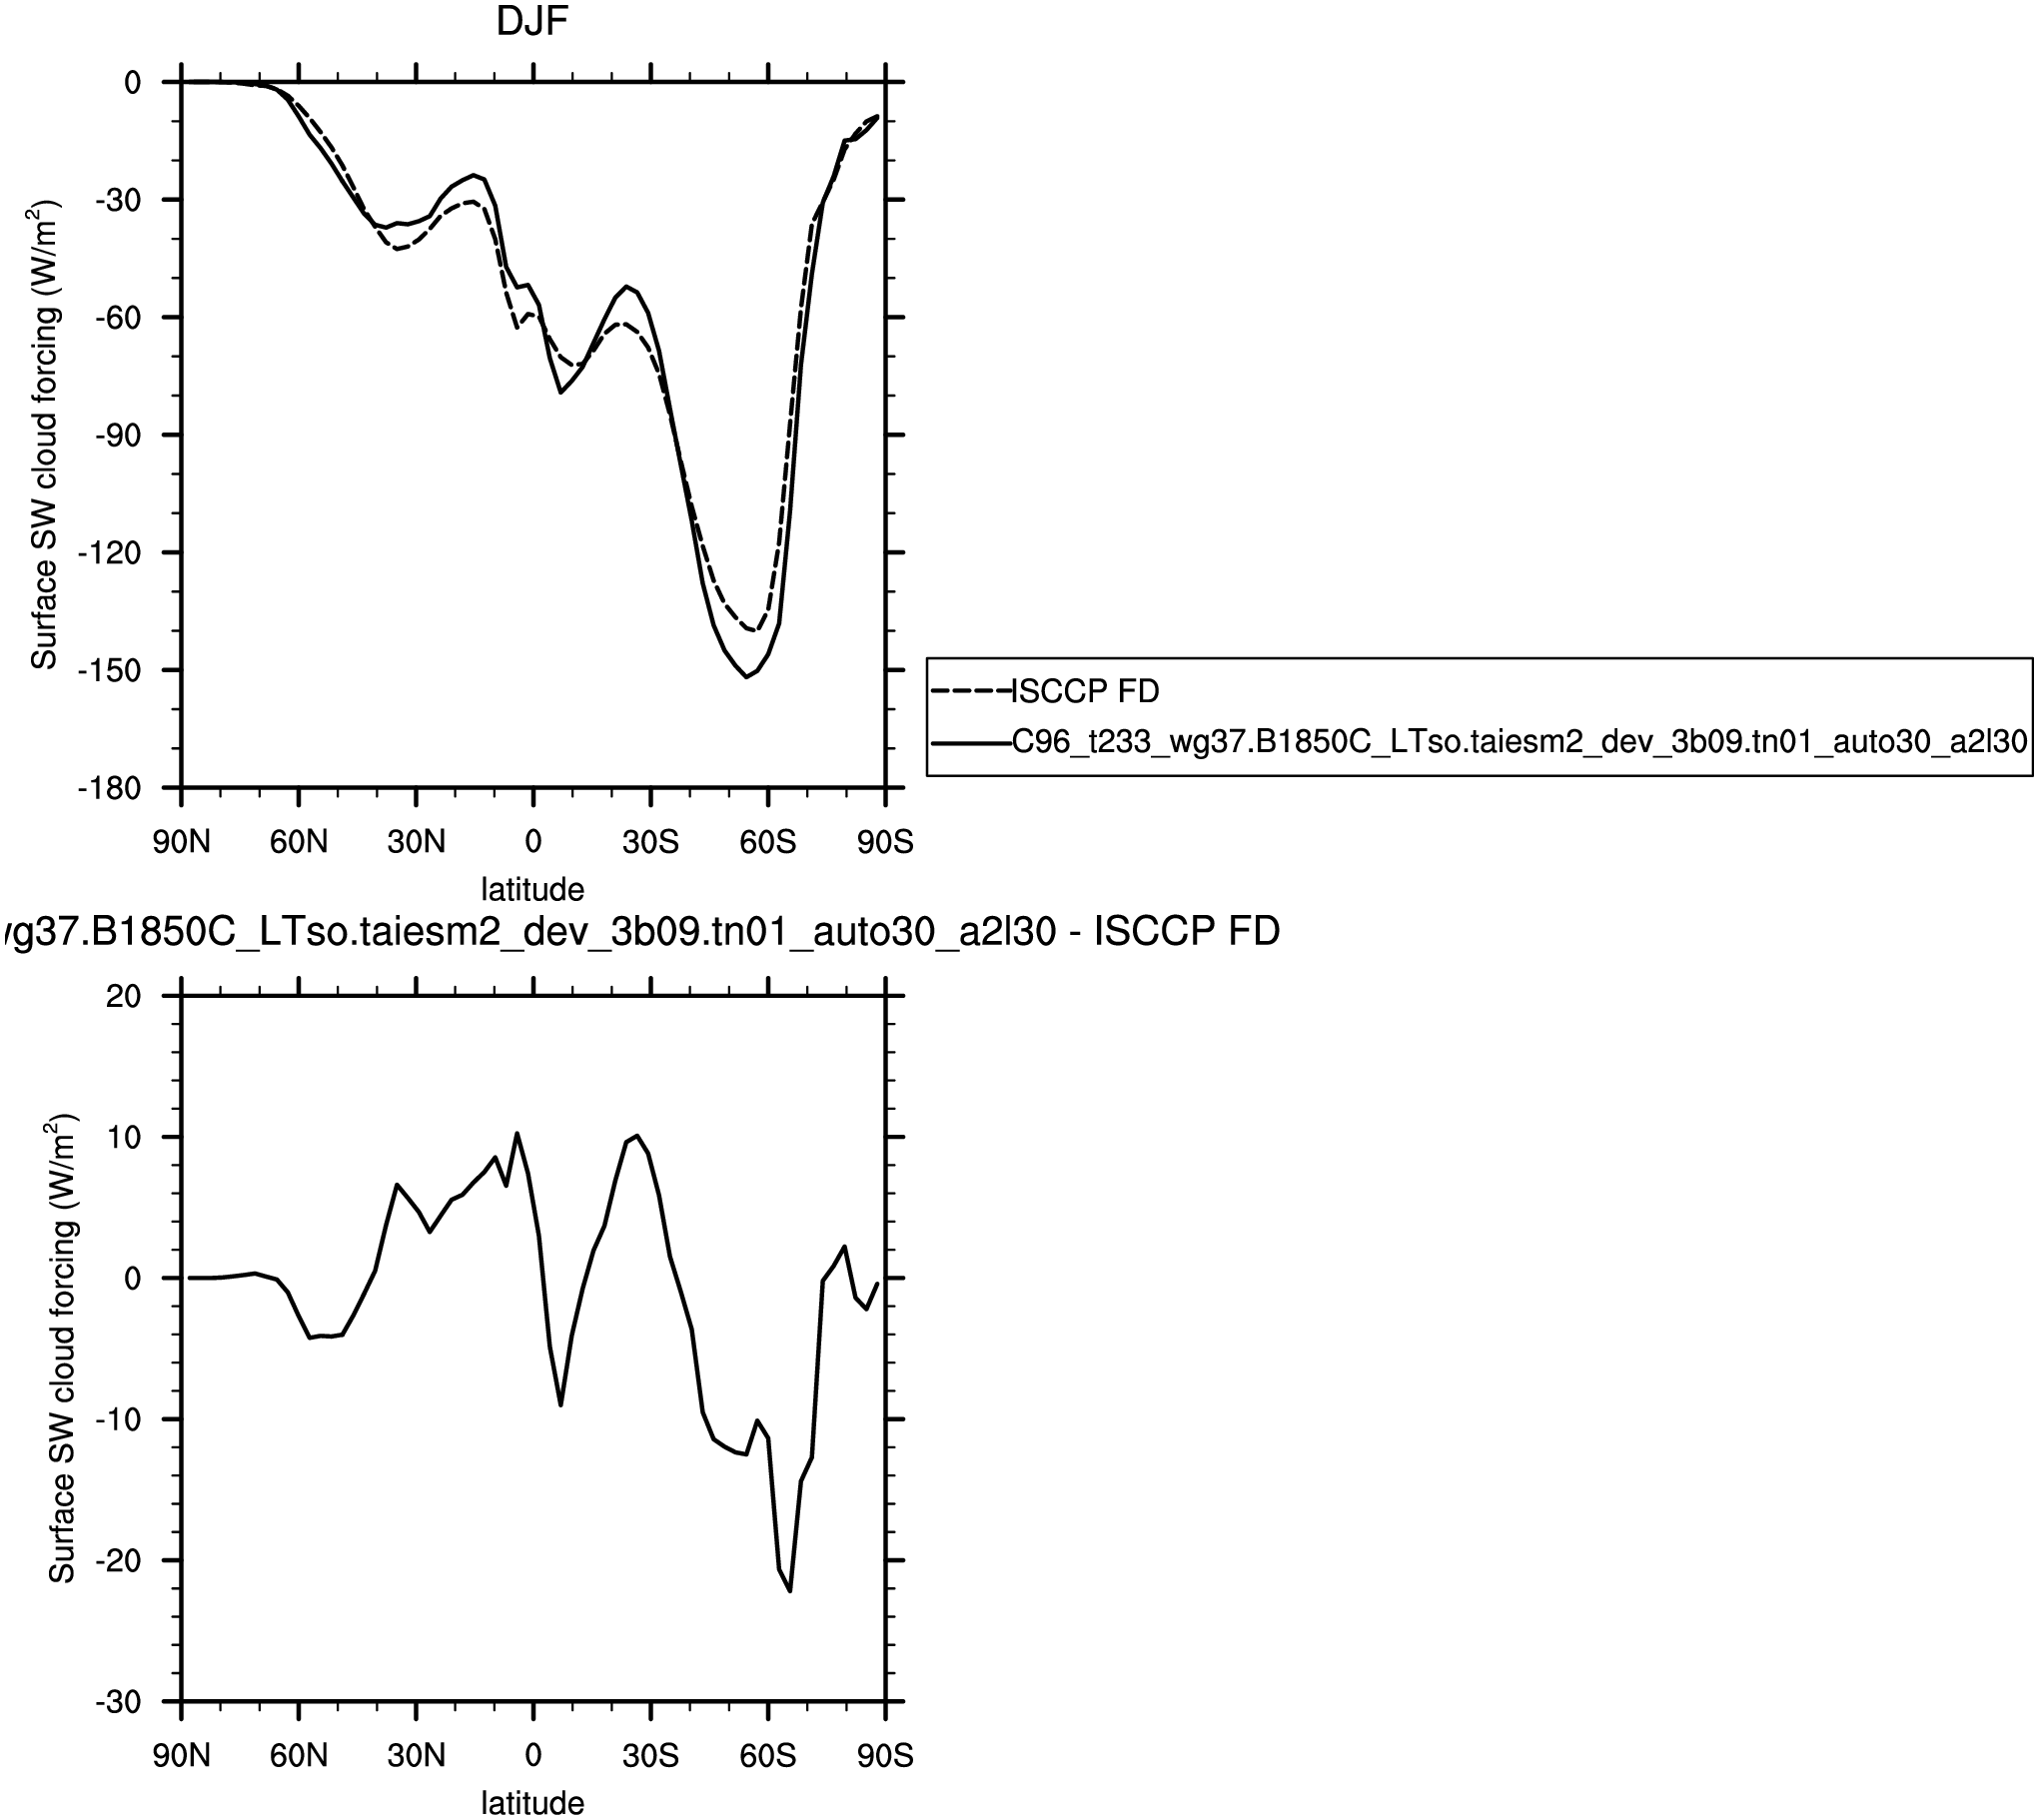 DJF
Surface SW cloud forcing (W/m²)
0
-30
-60
-90
-120
-150
-180
90N 60N 30N 0 30S 60S 90S
latitude
ISCCP FD
C96_t233_wg37.B1850C_LTso.taiesm2_dev_3b09.tn01_auto30_a2l30
wg37.B1850C_LTso.taiesm2_dev_3b09.tn01_auto30_a2l30 - ISCCP FD
Surface SW cloud forcing (W/m²)
20
10
0
-10
-20
-30
90N 60N 30N 0 30S 60S 90S
latitude